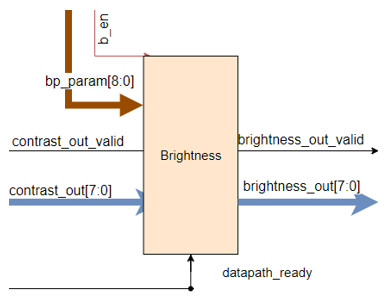 b_en
bp_param[8:0]
contrast_out_valid
brightness_out_valid
Brightness
contrast_out[7:0]
brightness_out[7:0]
datapath_ready